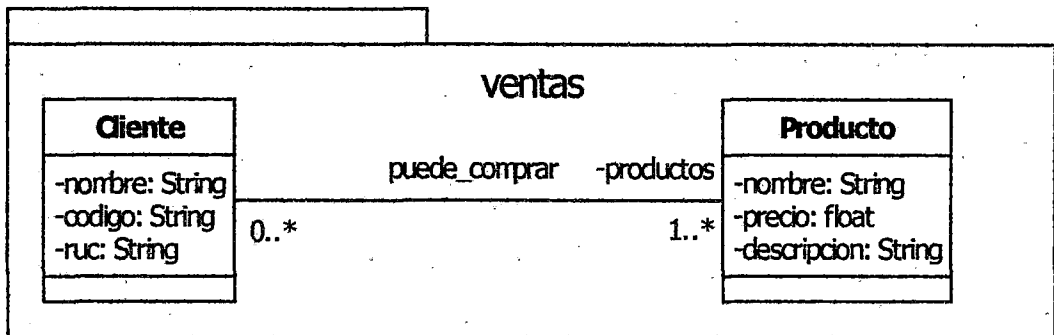 ventas
Cliente
-nombre: String
-codigo: String
-ruc: String
puede_comprar
-productos
0..*
1..*
Producto
-nombre: String
-precio: float
-descripcion: String